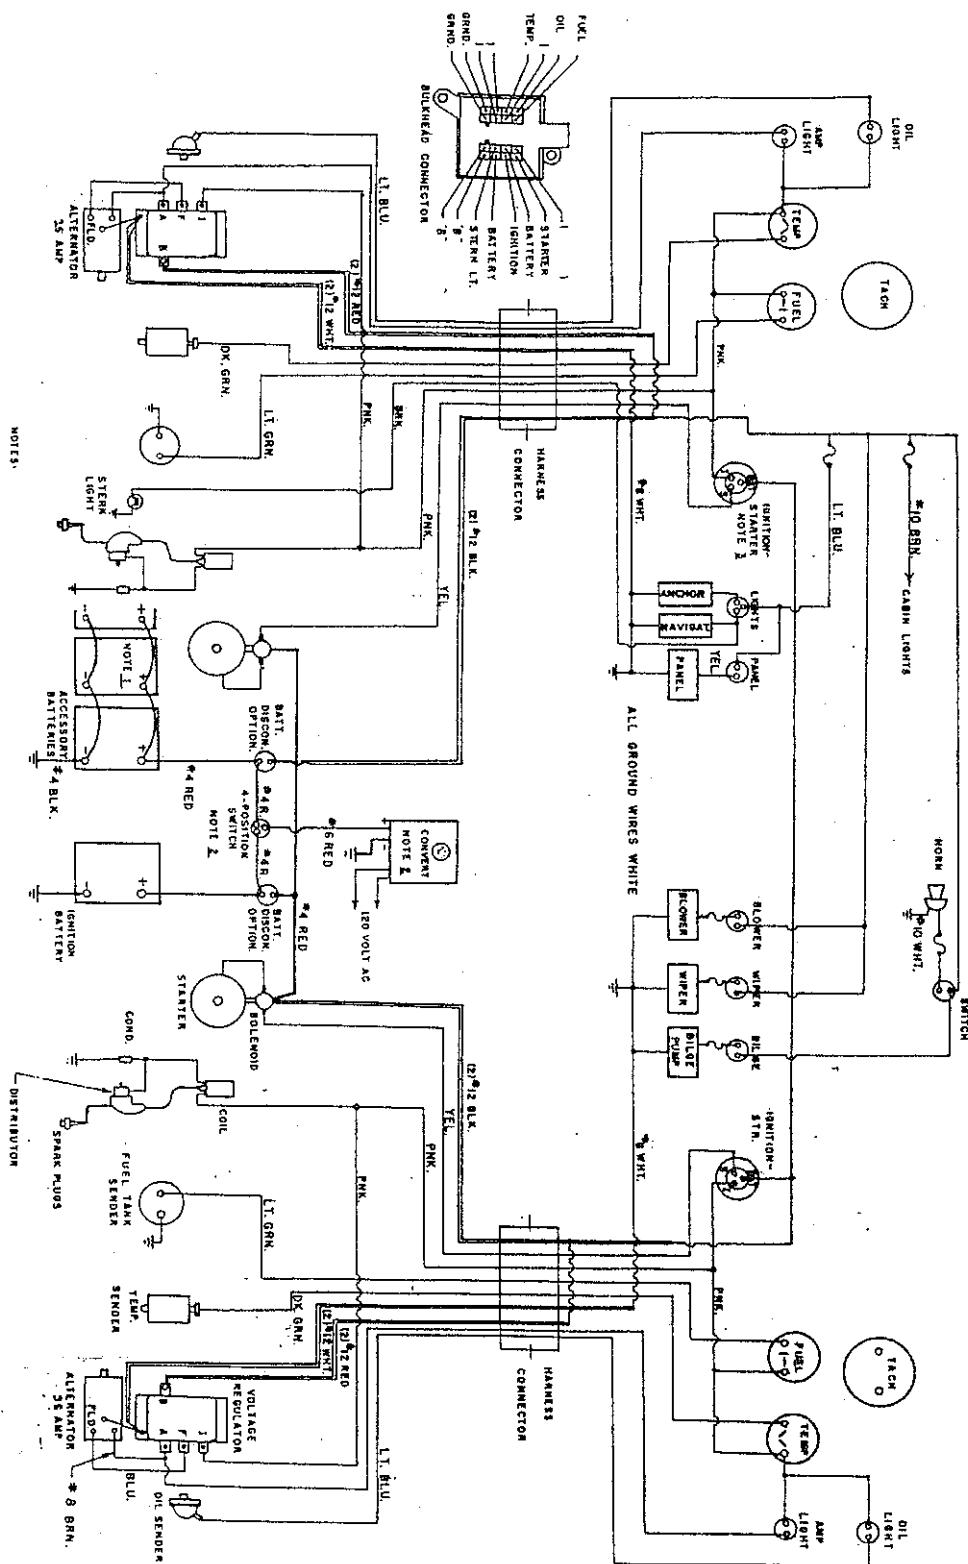 FUEL
OIL
TEMP.
GRND.
GRND.
BULKHEAD CONNECTOR
STARTER
BATTERY
IGNITION
BATTERY
STERN LT.
"B"
"B"
OIL
LIGHT
AMP
LIGHT
TEMP
FUEL
TACH
PNK.
LT. BLU.
A
F
I
B
FLD.
ALTERNATOR
35 AMP
(2) #12 RED
(2) #12 WHT.
DK. GRN.
LT. GRN.
PNK.
BRK.
STERN
LIGHT
PNK.
YEL
(2) #12 BLK.
HARNESS
CONNECTOR
#8 WHT.
IGNITION-
STARTER
NOTE 3
LT. BLU.
#10 BRN.
CABIN LIGHTS
ANCHOR
NAVIGAT.
LIGHTS
PANEL
YEL
PANEL
ALL GROUND WIRES WHITE
NOTES:
NOTE 1
ACCESSORY
BATTERIES
#4 BLK.
#4 RED
BATT.
DISCON.
OPTION.
#4 R.
4-POSITION
SWITCH
NOTE 2
#4 R
#6 RED
CONVERT
NOTE 2
120 VOLT AC
BATT.
DISCON.
OPTION.
#4 RED
IGNITION
BATTERY
HORN
#10 WHT.
SWITCH
BLOWER
BLOWER
WIPER
WIPER
BILGE
PUMP
BILGE
STARTER
SOLENOID
COND.
COIL
DISTRIBUTOR
SPARK PLUGS
(2) #12 BLK.
YEL.
PNK.
PNK
#8 WHT.
IGNITION-
STR.
FUEL TANK
SENDER
LT. GRN.
TEMP.
SENDER
DK. GRN.
(2) #12 WHT.
(2) #12 RED
HARNESS
CONNECTOR
PNK.
FUEL
TACH
TEMP
VOLTAGE
REGULATOR
B
A
F
I
FLD.
ALTERNATOR
35 AMP
BLU.
#8 BRN.
OIL SENDER
LT. BLU.
AMP
LIGHT
OIL
LIGHT